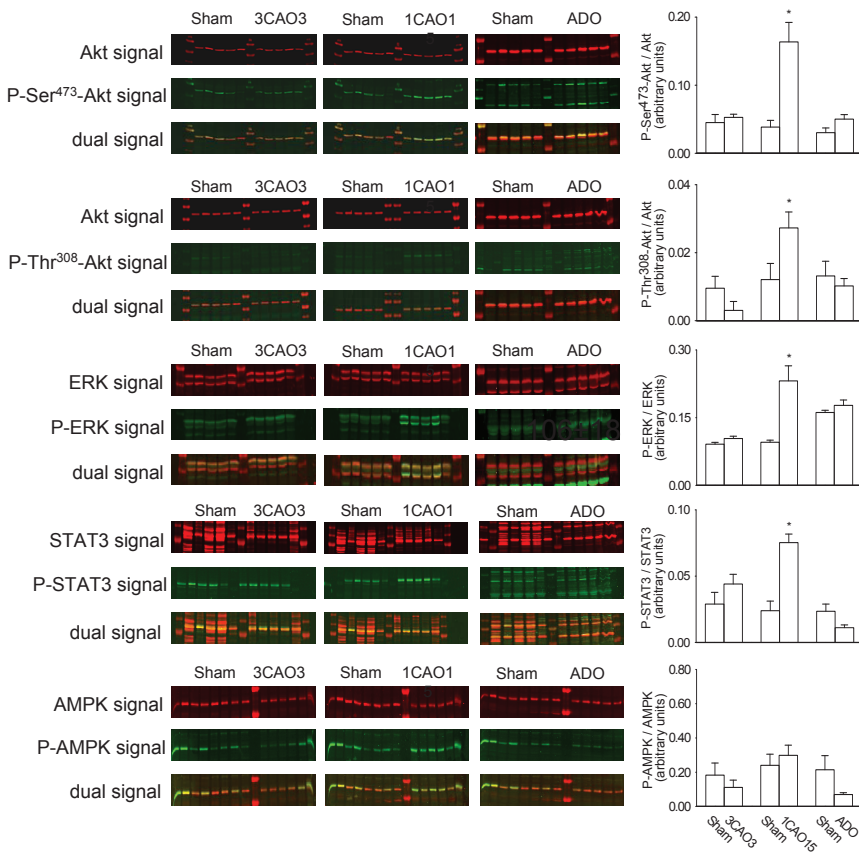 Sham 3CAO3 Sham 1CAO1 Sham ADO
5
Akt signal
P-Ser473-Akt signal
dual signal
P-Ser473-Akt / Akt
(arbitrary units)
0.20
0.10
0.00
*
Sham 3CAO3 Sham 1CAO1 Sham ADO
5
Akt signal
P-Thr308-Akt signal
dual signal
P-Thr308-Akt / Akt
(arbitrary units)
0.04
0.02
0.00
*
Sham 3CAO3 Sham 1CAO1 Sham ADO
5
ERK signal
P-ERK signal
dual signal
P-ERK / ERK
(arbitrary units)
0.30
0.15
0.00
*
Sham 3CAO3 Sham 1CAO1 Sham ADO
5
STAT3 signal
P-STAT3 signal
dual signal
P-STAT3 / STAT3
(arbitrary units)
0.10
0.05
0.00
*
Sham 3CAO3 Sham 1CAO1 Sham ADO
5
AMPK signal
P-AMPK signal
dual signal
P-AMPK / AMPK
(arbitrary units)
0.80
0.60
0.40
0.20
0.00
Sham 3CAO3 Sham 1CAO15 Sham ADO